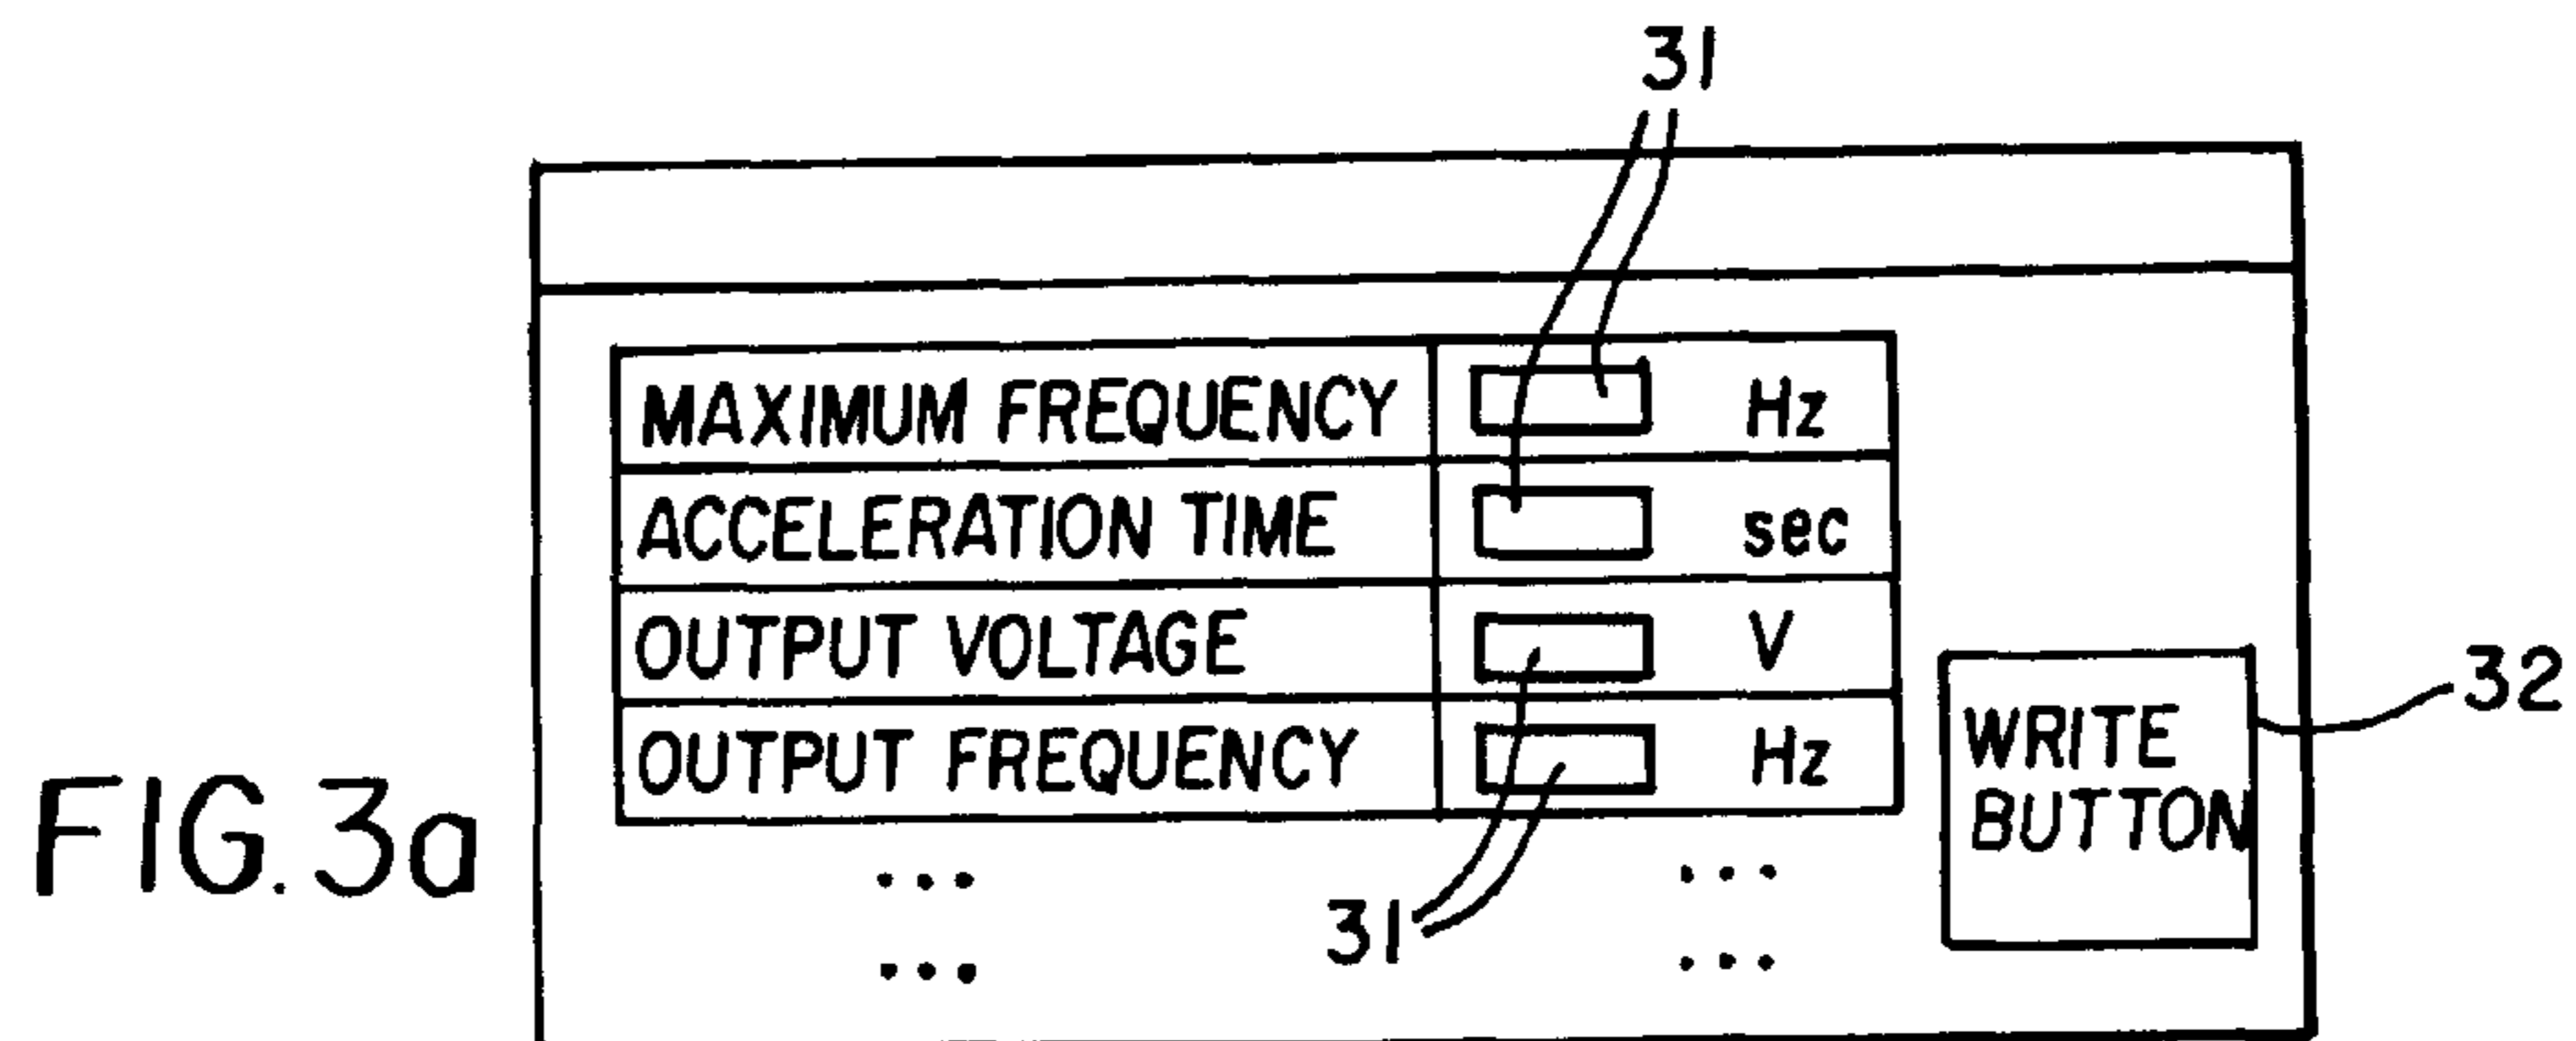 31
MAXIMUM FREQUENCY Hz
ACCELERATION TIME sec
OUTPUT VOLTAGE V
OUTPUT FREQUENCY Hz
... ...
... ...
31
WRITE
BUTTON
32
FIG.3a